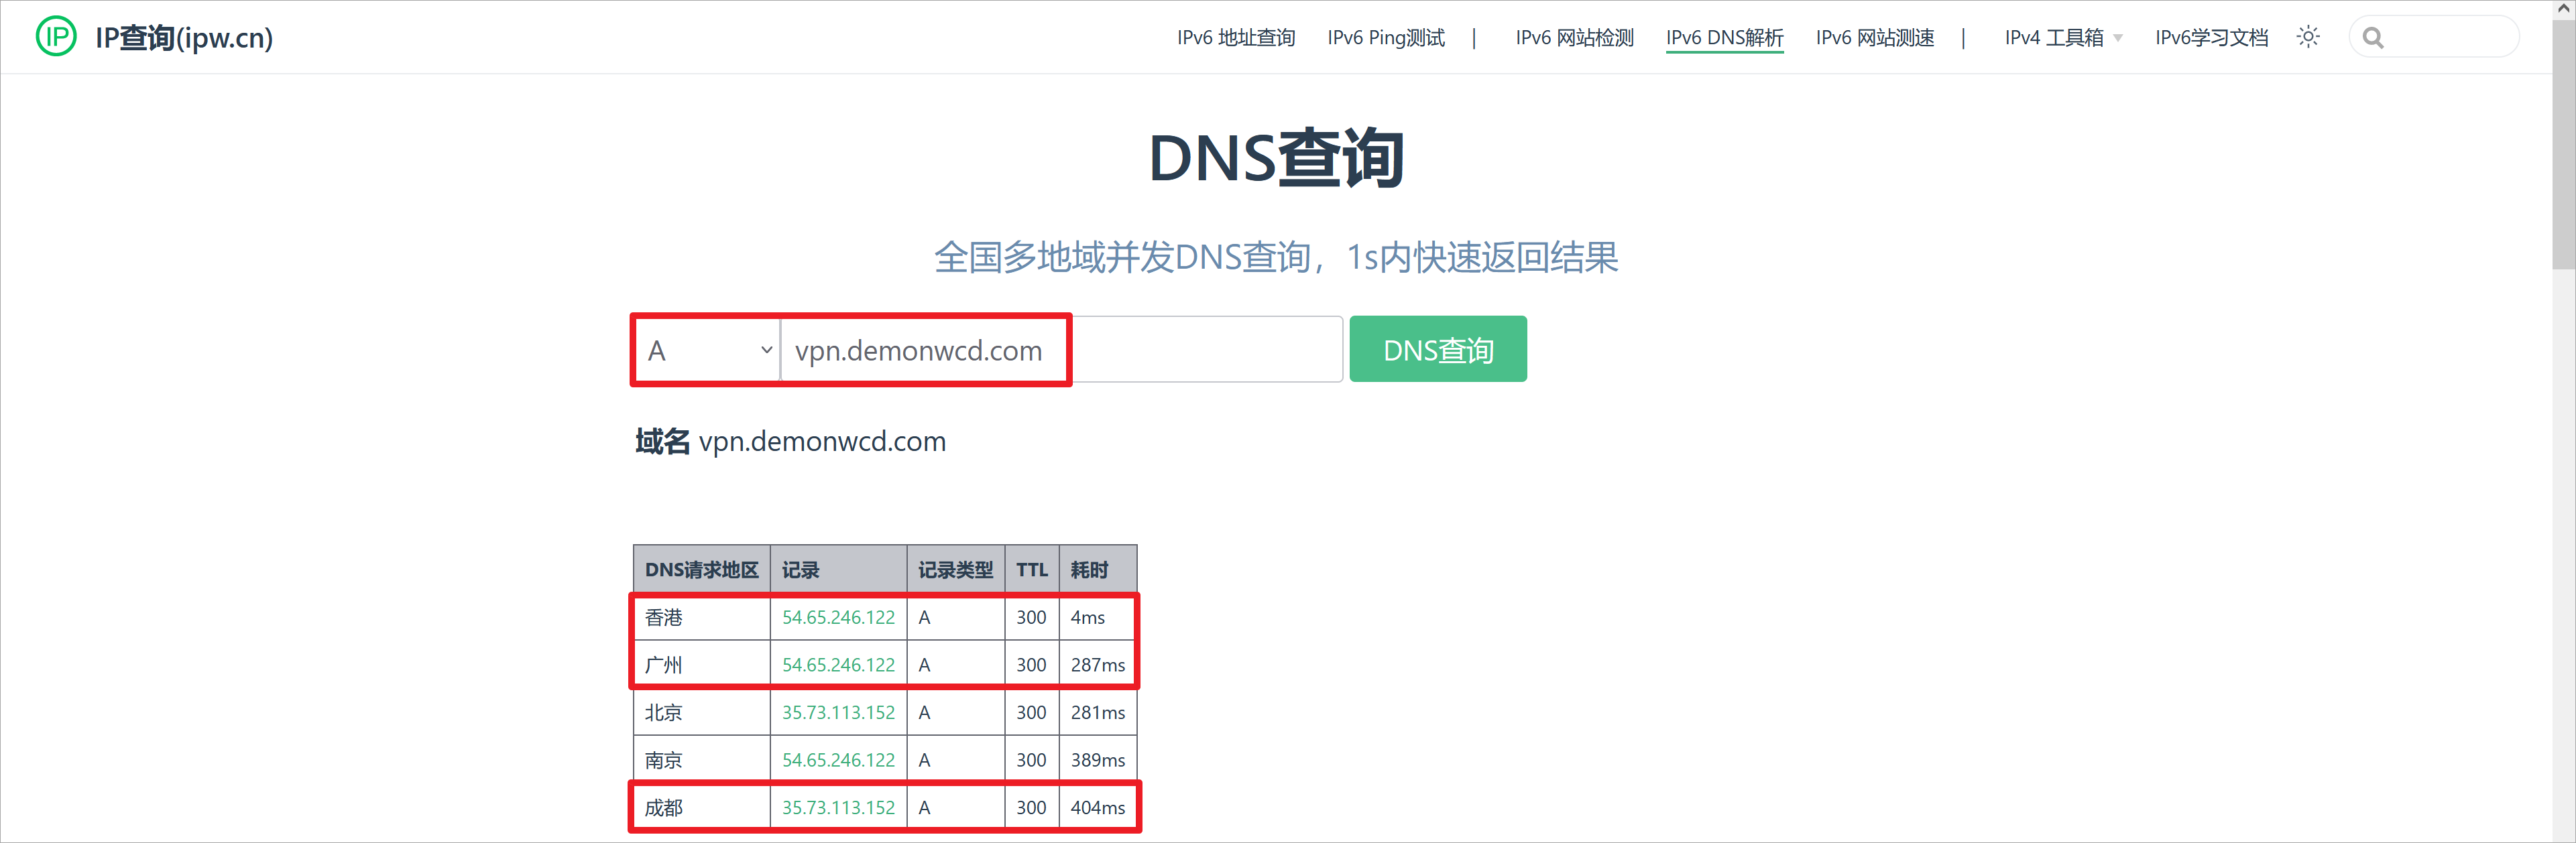 IP查询(ipw.cn) IPv6 地址查询 IPv6 Ping测试 | IPv6 网站检测 IPv6 DNS解析 IPv6 网站测速 | IPv4 工具箱 IPv6学习文档
DNS查询
全国多地域并发DNS查询，1s内快速返回结果
A vpn.demonwcd.com DNS查询
域名 vpn.demonwcd.com
DNS请求地区 记录 记录类型 TTL 耗时
香港 54.65.246.122 A 300 4ms
广州 54.65.246.122 A 300 287ms
北京 35.73.113.152 A 300 281ms
南京 54.65.246.122 A 300 389ms
成都 35.73.113.152 A 300 404ms